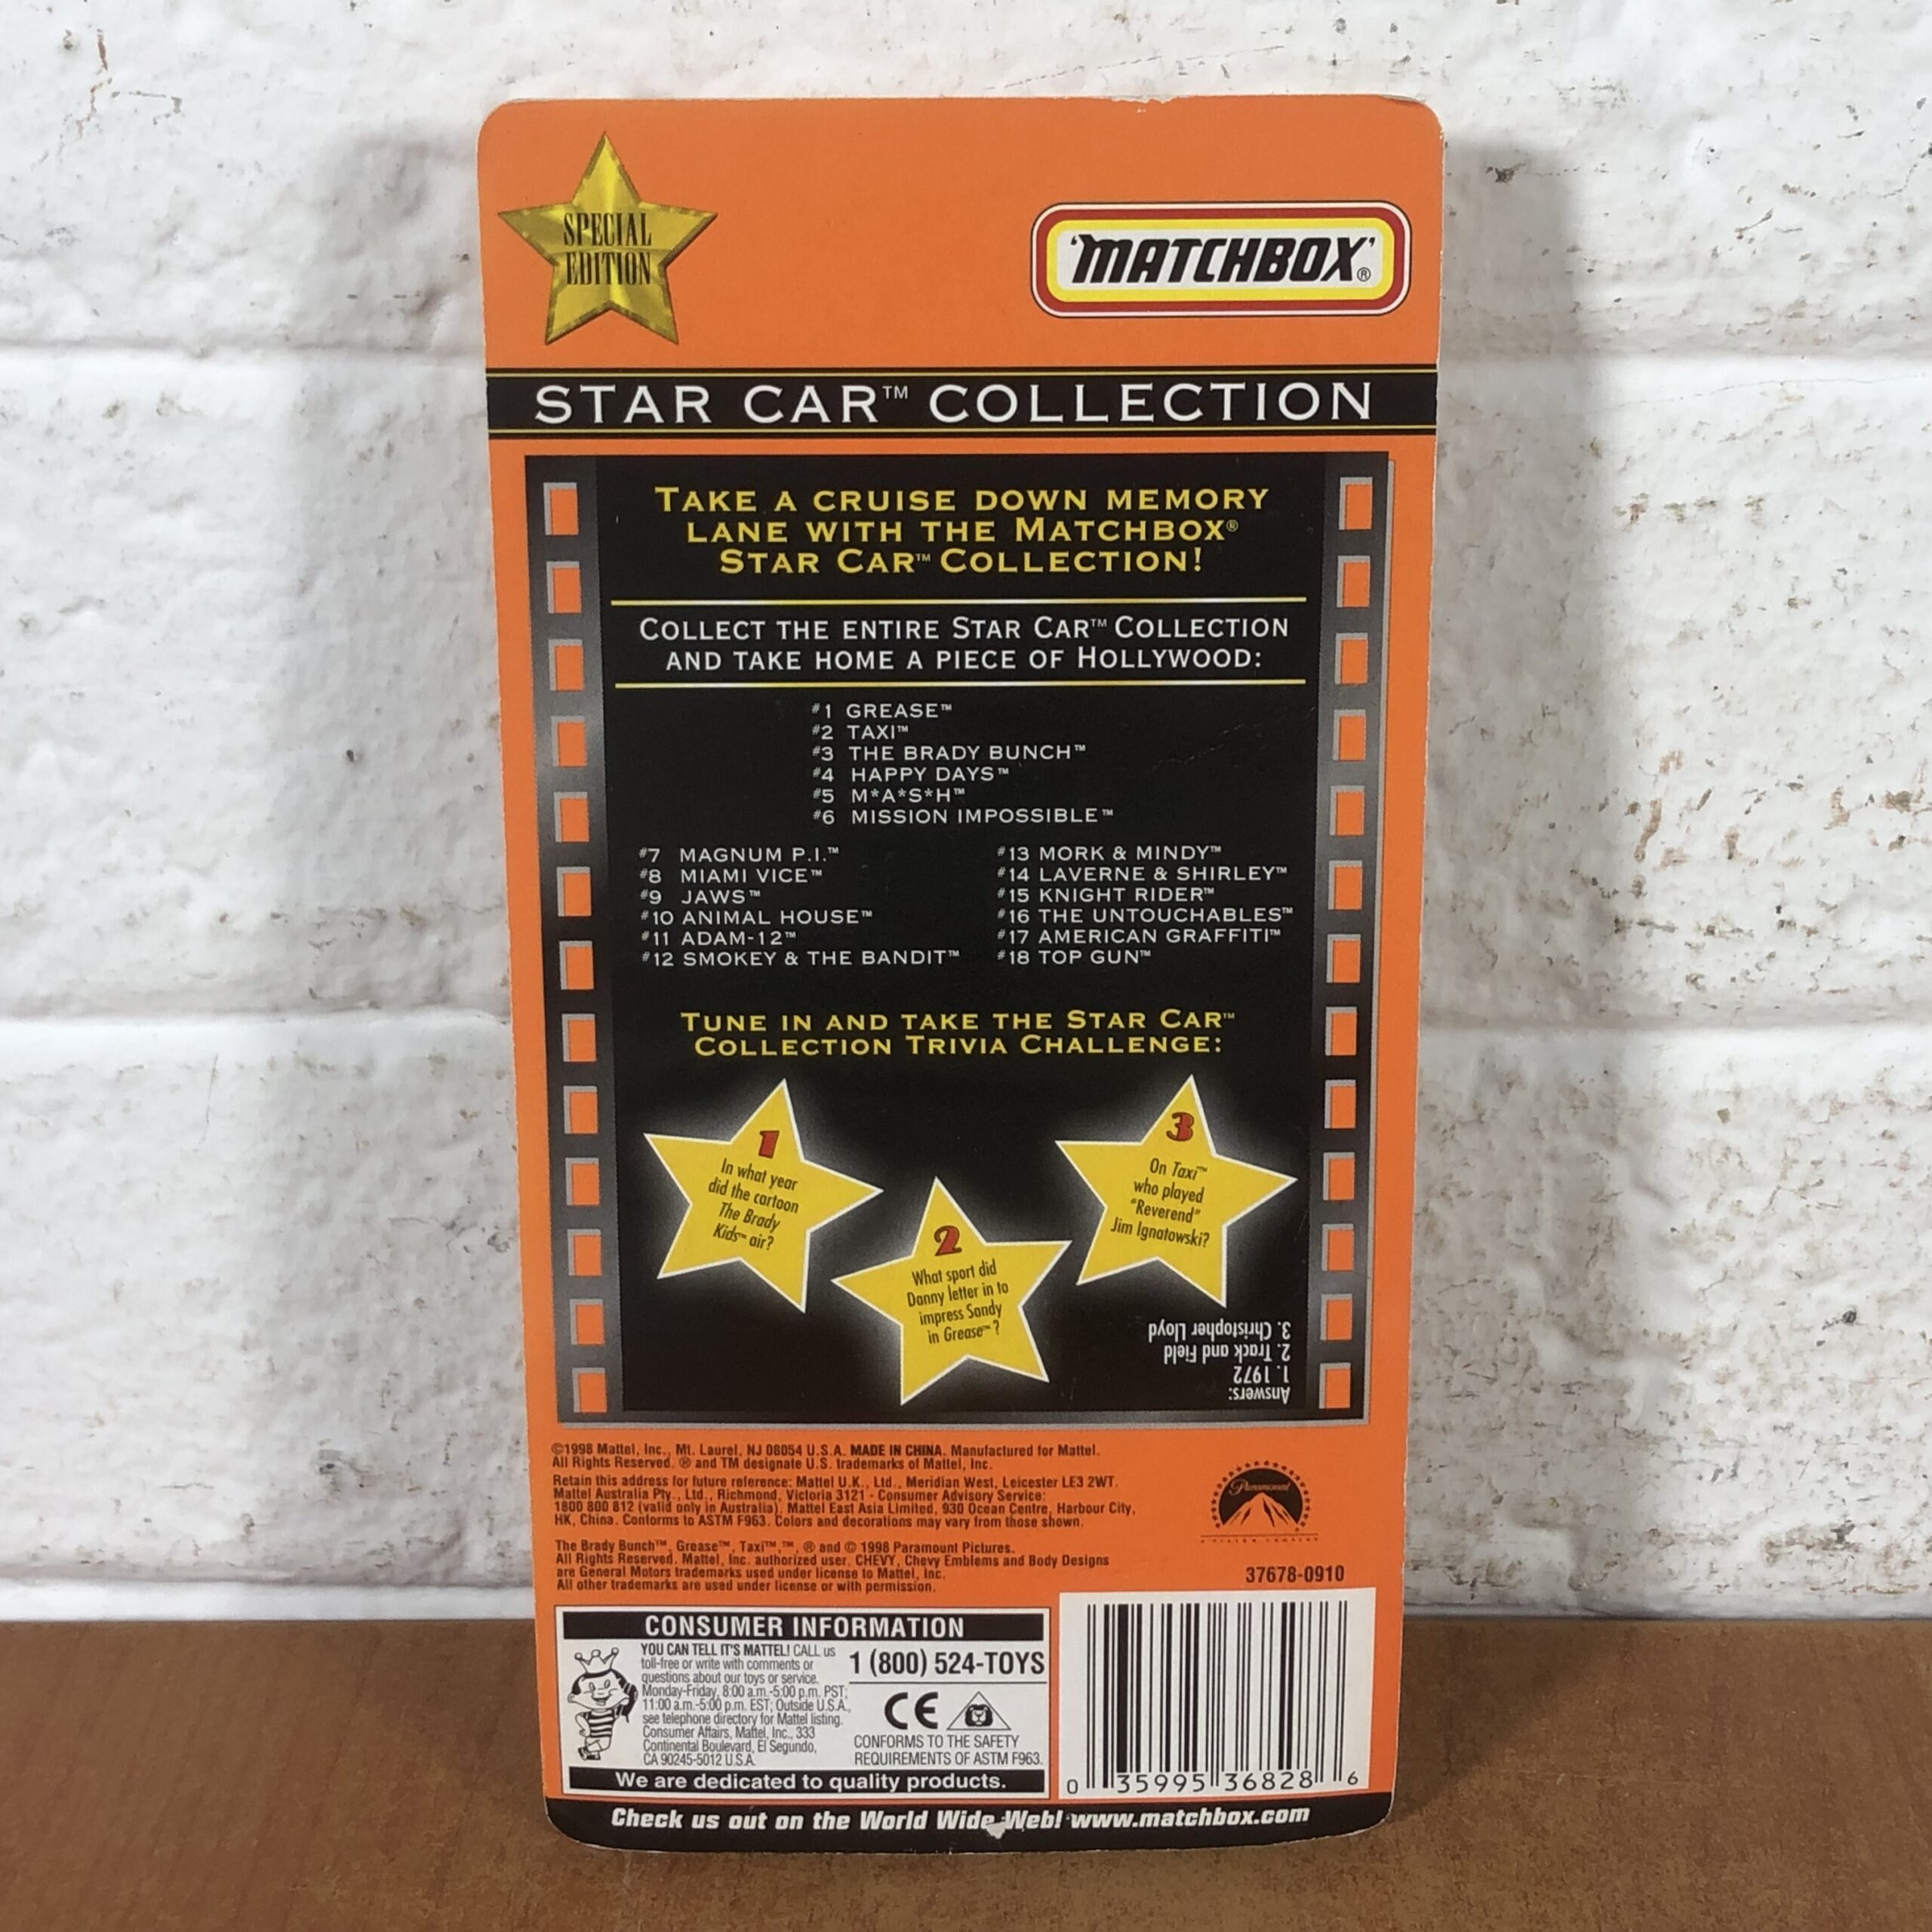 SPECIAL
EDITION
'MATCHBOX'®
STAR CAR™ COLLECTION
TAKE A CRUISE DOWN MEMORY
LANE WITH THE MATCHBOX®
STAR CAR™ COLLECTION!
COLLECT THE ENTIRE STAR CAR™ COLLECTION
AND TAKE HOME A PIECE OF HOLLYWOOD:
#1 GREASE™
#2 TAXI™
#3 THE BRADY BUNCH™
#4 HAPPY DAYS™
#5 M*A*S*H™
#6 MISSION IMPOSSIBLE™
#7 MAGNUM P.I.™
#8 MIAMI VICE™
#9 JAWS™
#10 ANIMAL HOUSE™
#11 ADAM-12™
#12 SMOKEY & THE BANDIT™
#13 MORK & MINDY™
#14 LAVERNE & SHIRLEY™
#15 KNIGHT RIDER™
#16 THE UNTOUCHABLES™
#17 AMERICAN GRAFFITI™
#18 TOP GUN™
TUNE IN AND TAKE THE STAR CAR™
COLLECTION TRIVIA CHALLENGE:
1
In what year
did the cartoon
The Brady
Kids™ air?
2
What sport did
Danny letter in to
impress Sandy
in Grease™?
3
On Taxi™
who played
"Reverend"
Jim Ignatowski?
Answers:
1. 1972
2. Track and Field
3. Christopher Lloyd
©1998 Mattel, Inc., Mt. Laurel, NJ 08054 U.S.A. MADE IN CHINA. Manufactured for Mattel.
All Rights Reserved. ® and TM designate U.S. trademarks of Mattel, Inc.
Retain this address for future reference: Mattel U.K., Ltd., Meridian West, Leicester LE3 2WT.
Mattel Australia Pty., Ltd., Richmond, Victoria 3121 - Consumer Advisory Service:
1800 800 812 (valid only in Australia). Mattel East Asia Limited, 930 Ocean Centre, Harbour City,
HK, China. Conforms to ASTM F963. Colors and decorations may vary from those shown.
The Brady Bunch™, Grease™, Taxi™,™, ® and © 1998 Paramount Pictures.
All Rights Reserved. Mattel, Inc. authorized user. CHEVY, Chevy Emblems and Body Designs
are General Motors trademarks used under license to Mattel, Inc.
All other trademarks are used under license or with permission.
Paramount
A VIACOM COMPANY
37678-0910
CONSUMER INFORMATION
YOU CAN TELL IT'S MATTEL! CALL us
toll-free or write with comments or
questions about our toys or service.
Monday-Friday, 8:00 a.m.-5:00 p.m. PST;
11:00 a.m.-5:00 p.m. EST; Outside U.S.A.,
see telephone directory for Mattel listing.
Consumer Affairs, Mattel, Inc., 333
Continental Boulevard, El Segundo,
CA 90245-5012 U.S.A.
1 (800) 524-TOYS
CE
CONFORMS TO THE SAFETY
REQUIREMENTS OF ASTM F963.
We are dedicated to quality products.
0 35995 36828 6
Check us out on the World Wide Web! www.matchbox.com